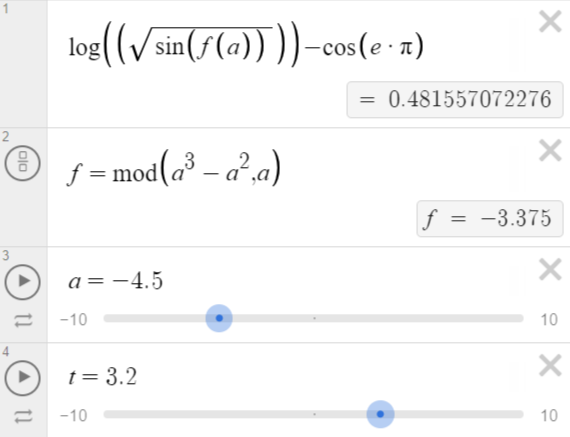 1
log((√sin(f(a))))−cos(e·π)
= 0.481557072276
2
f = mod(a³ − a²,a)
f = −3.375
3
a = −4.5
−10 10
4
t = 3.2
−10 10